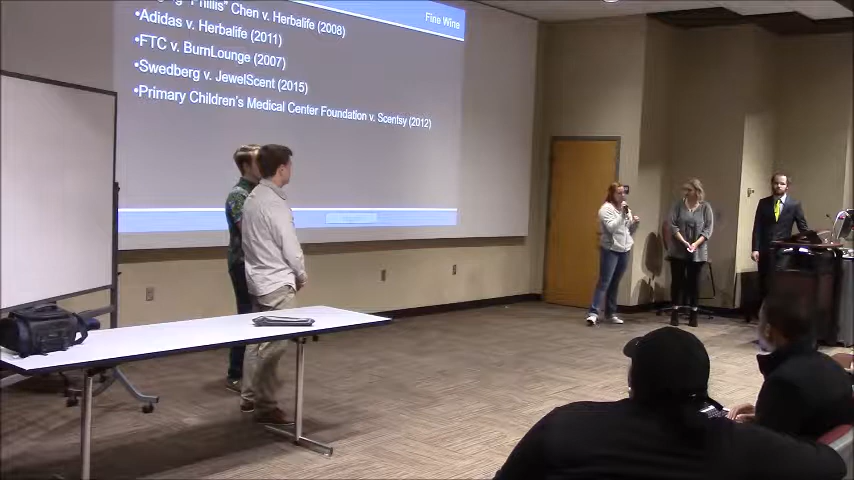 "Phillis" Chen v. Herbalife (2008)
Fine Wine
•Adidas v. Herbalife (2011)
•FTC v. BurnLounge (2007)
•Swedberg v. JewelScent (2015)
•Primary Children's Medical Center Foundation v. Scentsy (2012)